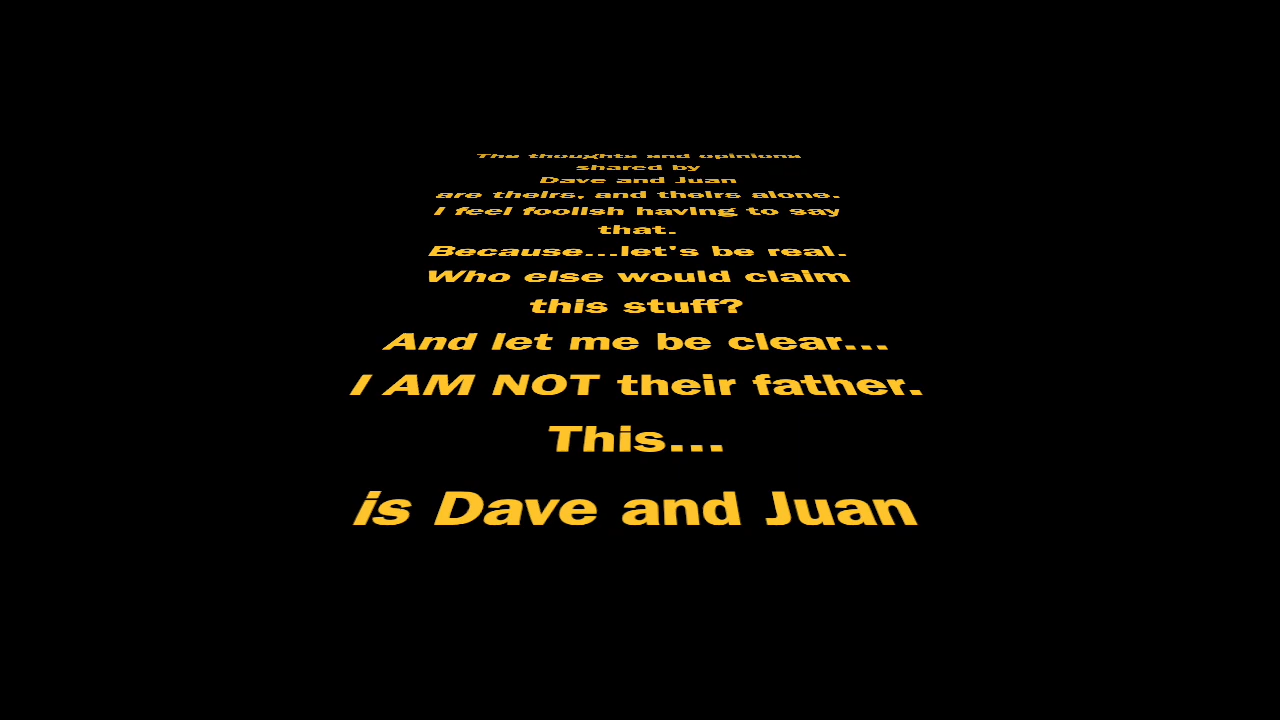 The thoughts and opinions
shared by
Dave and Juan
are theirs, and theirs alone.
I feel foolish having to say
that.
Because...let's be real.
Who else would claim
this stuff?
And let me be clear...
I AM NOT their father.
This...
is Dave and Juan